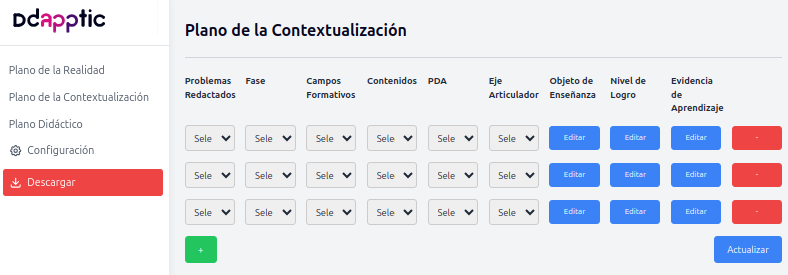 Ddapptic
Plano de la Realidad
Plano de la Contextualización
Plano Didáctico
Configuración
Descargar
Plano de la Contextualización
Problemas Redactados Fase Campos Formativos Contenidos PDA Eje Articulador Objeto de Enseñanza Nivel de Logro Evidencia de Aprendizaje
Sele Sele Sele Sele Sele Sele Editar Editar Editar -
Sele Sele Sele Sele Sele Sele Editar Editar Editar -
Sele Sele Sele Sele Sele Sele Editar Editar Editar -
+ Actualizar